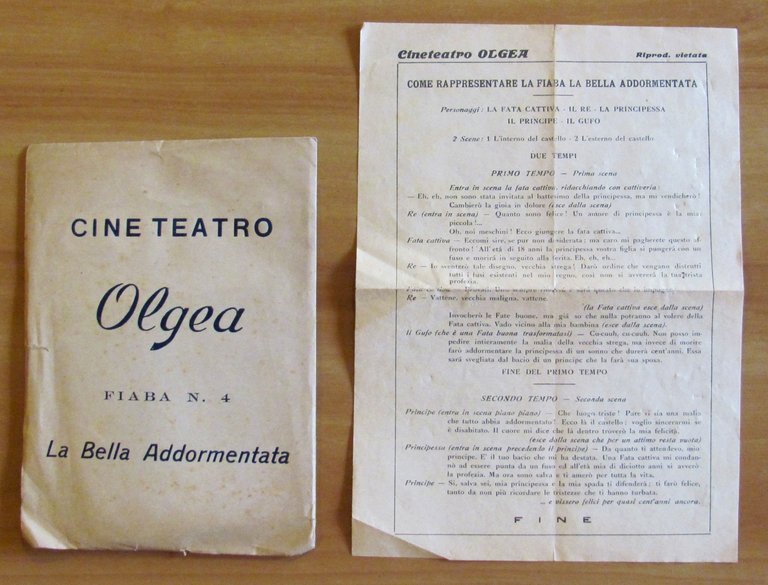 CINE TEATRO
Olgea
FIABA N. 4
La Bella Addormentata
Cineteatro OLGEA Riprod. vietata
COME RAPPRESENTARE LA FIABA LA BELLA ADDORMENTATA
Personaggi: LA FATA CATTIVA - IL RE - LA PRINCIPESSA
IL PRINCIPE - IL GUFO
2 Scene: 1 L'interno del castello - 2 L'esterno del castello
DUE TEMPI
PRIMO TEMPO — Prima scena
Entra in scena la fata cattiva, ridacchiando con cattiveria:
— Eh, eh, non sono stata invitata al battesimo della principessa, ma mi vendicherò!
Cambierò la gioia in dolore (esce dalla scena)
Re (entra in scena) — Quanto sono felice! Un amore di principessa è la mia
piccola!...
Oh, noi meschini! Ecco giungere la fata cattiva...
Fata cattiva — Eccomi sire, se pur non desiderata; ma caro mi pagherete questo af-
fronto! All'età di 18 anni la principessa vostra figlia si pungerà con un
fuso e morirà in seguito alla ferita. Eh, eh, eh...
Re — Io sventerò tale disegno, vecchia strega! Darò ordine che vengano distrutti
tutti i fusi esistenti nel mio regno, così non si avvererà la tua trista
profezia.
Re — Vattene, vecchia maligna, vattene.
(la Fata cattiva esce dalla scena)
Invocherò le Fate buone, ma già so che nulla potranno al volere della
Fata cattiva. Vado vicino alla mia bambina (esce dalla scena).
Il Gufo (che è una Fata buona trasformatasi) — Cu-cuuh, cu-cuuh. Non posso im-
pedire interamente la malia della vecchia strega, ma invece di morire
farò addormentare la principessa di un sonno che durerà cent'anni. Essa
sarà svegliata dal bacio di un principe che la farà sua sposa.
FINE DEL PRIMO TEMPO
SECONDO TEMPO — Seconda scena
Principe (entra in scena piano piano) — Che luogo triste! Pare vi sia una malia
che tutto abbia addormentato! Ecco là il castello; voglio sincerarmi se
è disabitato. Il cuore mi dice che là dentro troverò la mia felicità.
(esce dalla scena che per un attimo resta vuota)
Principessa (entra in scena precedendo il principe) — Da quanto ti attendevo, mio
principe. E' il tuo bacio che mi ha destata. Una Fata cattiva mi condan-
nò ad essere punta da un fuso ed all'età mia di diciotto anni si averò
la profezia. Ma ora sono salva e ti amerò per tutta la vita.
Principe — Si, salva sei, mia principessa e la mia spada ti difenderà; ti farò felice,
tanto da non più ricordare le tristezze che ti hanno turbata.
... e vissero felici per quasi cent'anni ancora.
FINE